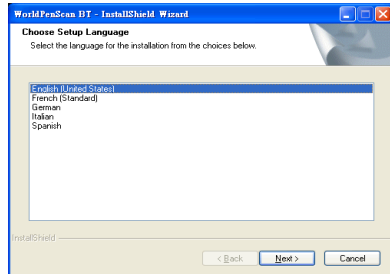 WorldPenScan BT - InstallShield Wizard
Choose Setup Language
Select the language for the installation from the choices below.
English (United States)
French (Standard)
German
Italian
Spanish
InstallShield
< Back
Next >
Cancel